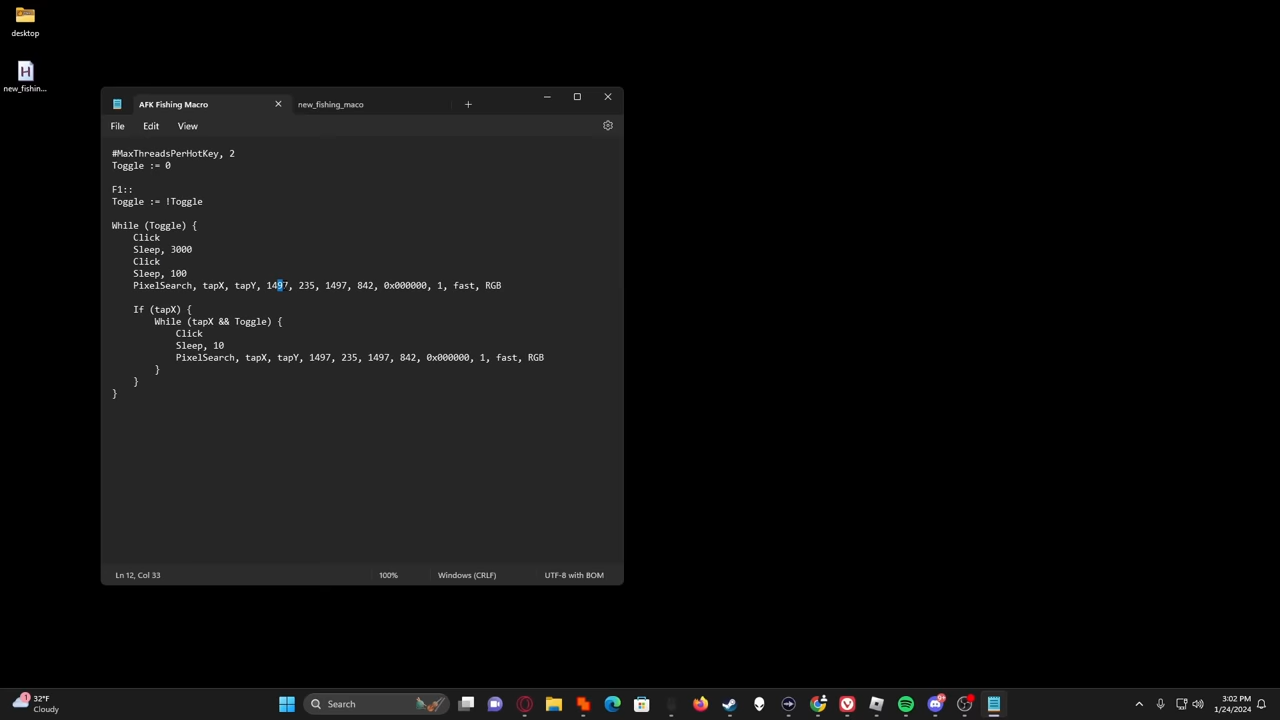 desktop
new_fishin...
AFK Fishing Macro
new_fishing_maco
File Edit View
#MaxThreadsPerHotKey, 2
Toggle := 0
F1::
Toggle := !Toggle
While (Toggle) {
Click
Sleep, 3000
Click
Sleep, 100
PixelSearch, tapX, tapY, 1497, 235, 1497, 842, 0x000000, 1, fast, RGB
If (tapX) {
While (tapX && Toggle) {
Click
Sleep, 10
PixelSearch, tapX, tapY, 1497, 235, 1497, 842, 0x000000, 1, fast, RGB
}
}
}
Ln 12, Col 33
100%
Windows (CRLF)
UTF-8 with BOM
1
32°F
Cloudy
Search
9+
3:02 PM
1/24/2024